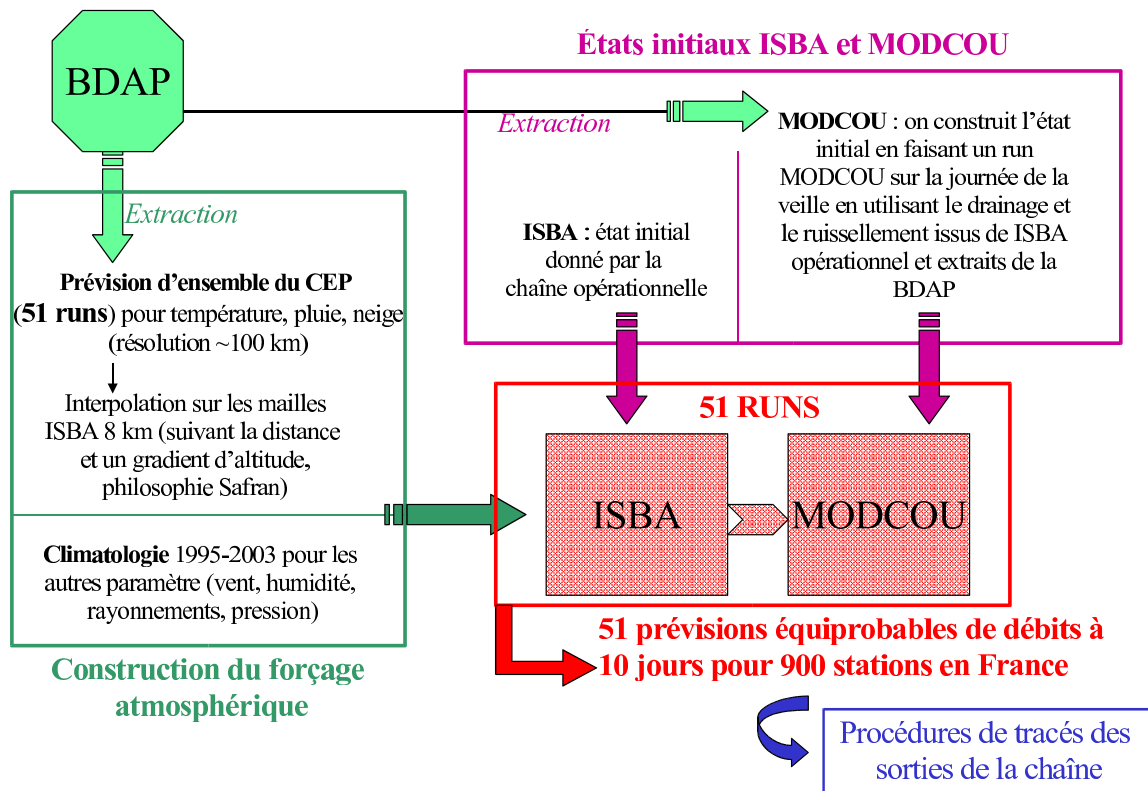 BDAP
Extraction
Prévision d'ensemble du CEP
(51 runs) pour température, pluie, neige
(résolution ~100 km)
Interpolation sur les mailles
ISBA 8 km (suivant la distance
et un gradient d'altitude,
philosophie Safran)
Climatologie 1995-2003 pour les
autres paramètre (vent, humidité,
rayonnements, pression)
Construction du forçage
atmosphérique
États initiaux ISBA et MODCOU
Extraction
ISBA : état initial
donné par la
chaîne opérationnelle
MODCOU : on construit l'état
initial en faisant un run
MODCOU sur la journée de la
veille en utilisant le drainage et
le ruissellement issus de ISBA
opérationnel et extraits de la
BDAP
51 RUNS
ISBA
MODCOU
51 prévisions équiprobables de débits à
10 jours pour 900 stations en France
Procédures de tracés des
sorties de la chaîne